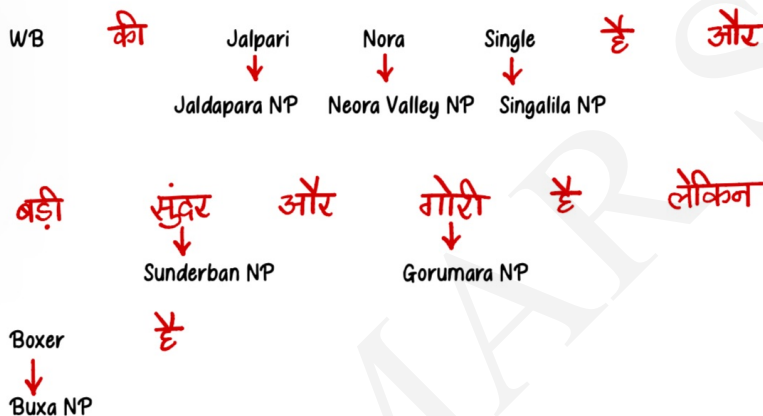 WB की Jalpari Nora Single है और
Jaldapara NP Neora Valley NP Singalila NP
बड़ी सुंदर और गोरी है लेकिन
Sunderban NP Gorumara NP
Boxer है
Buxa NP